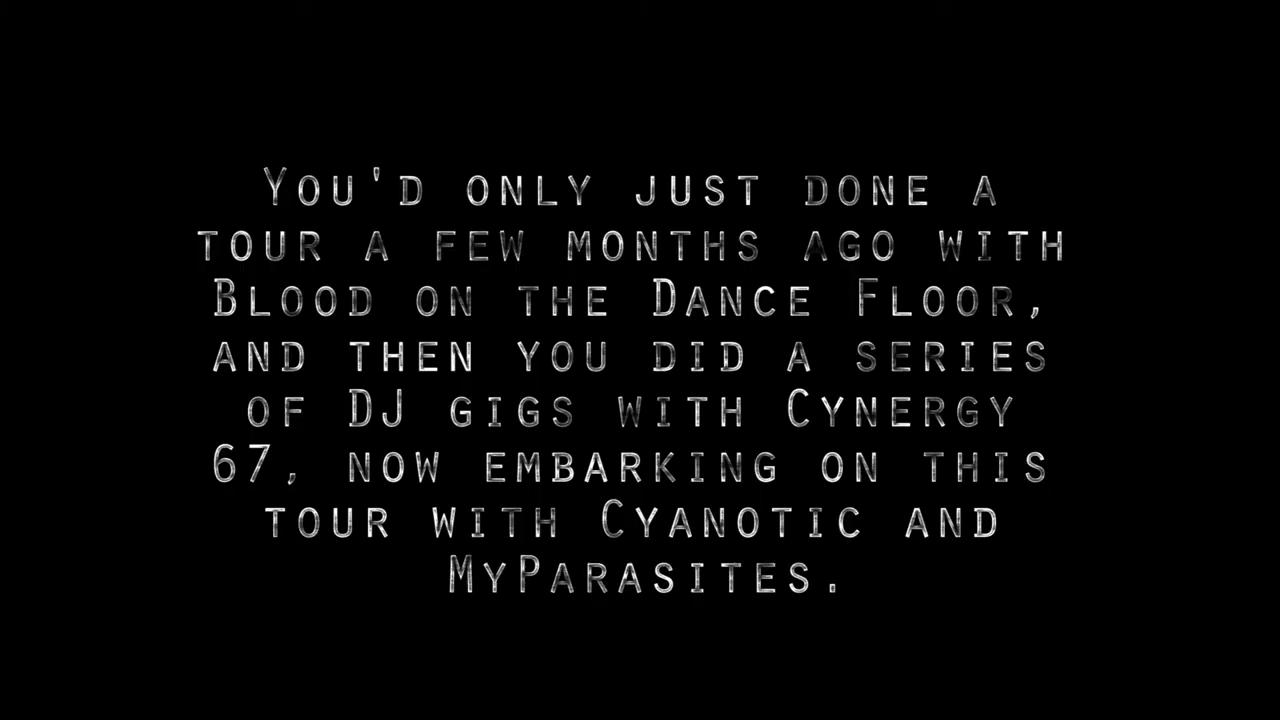 You'd only just done a
tour a few months ago with
Blood on the Dance Floor,
and then you did a series
of DJ gigs with Cynergy
67, now embarking on this
tour with Cyanotic and
MyParasites.